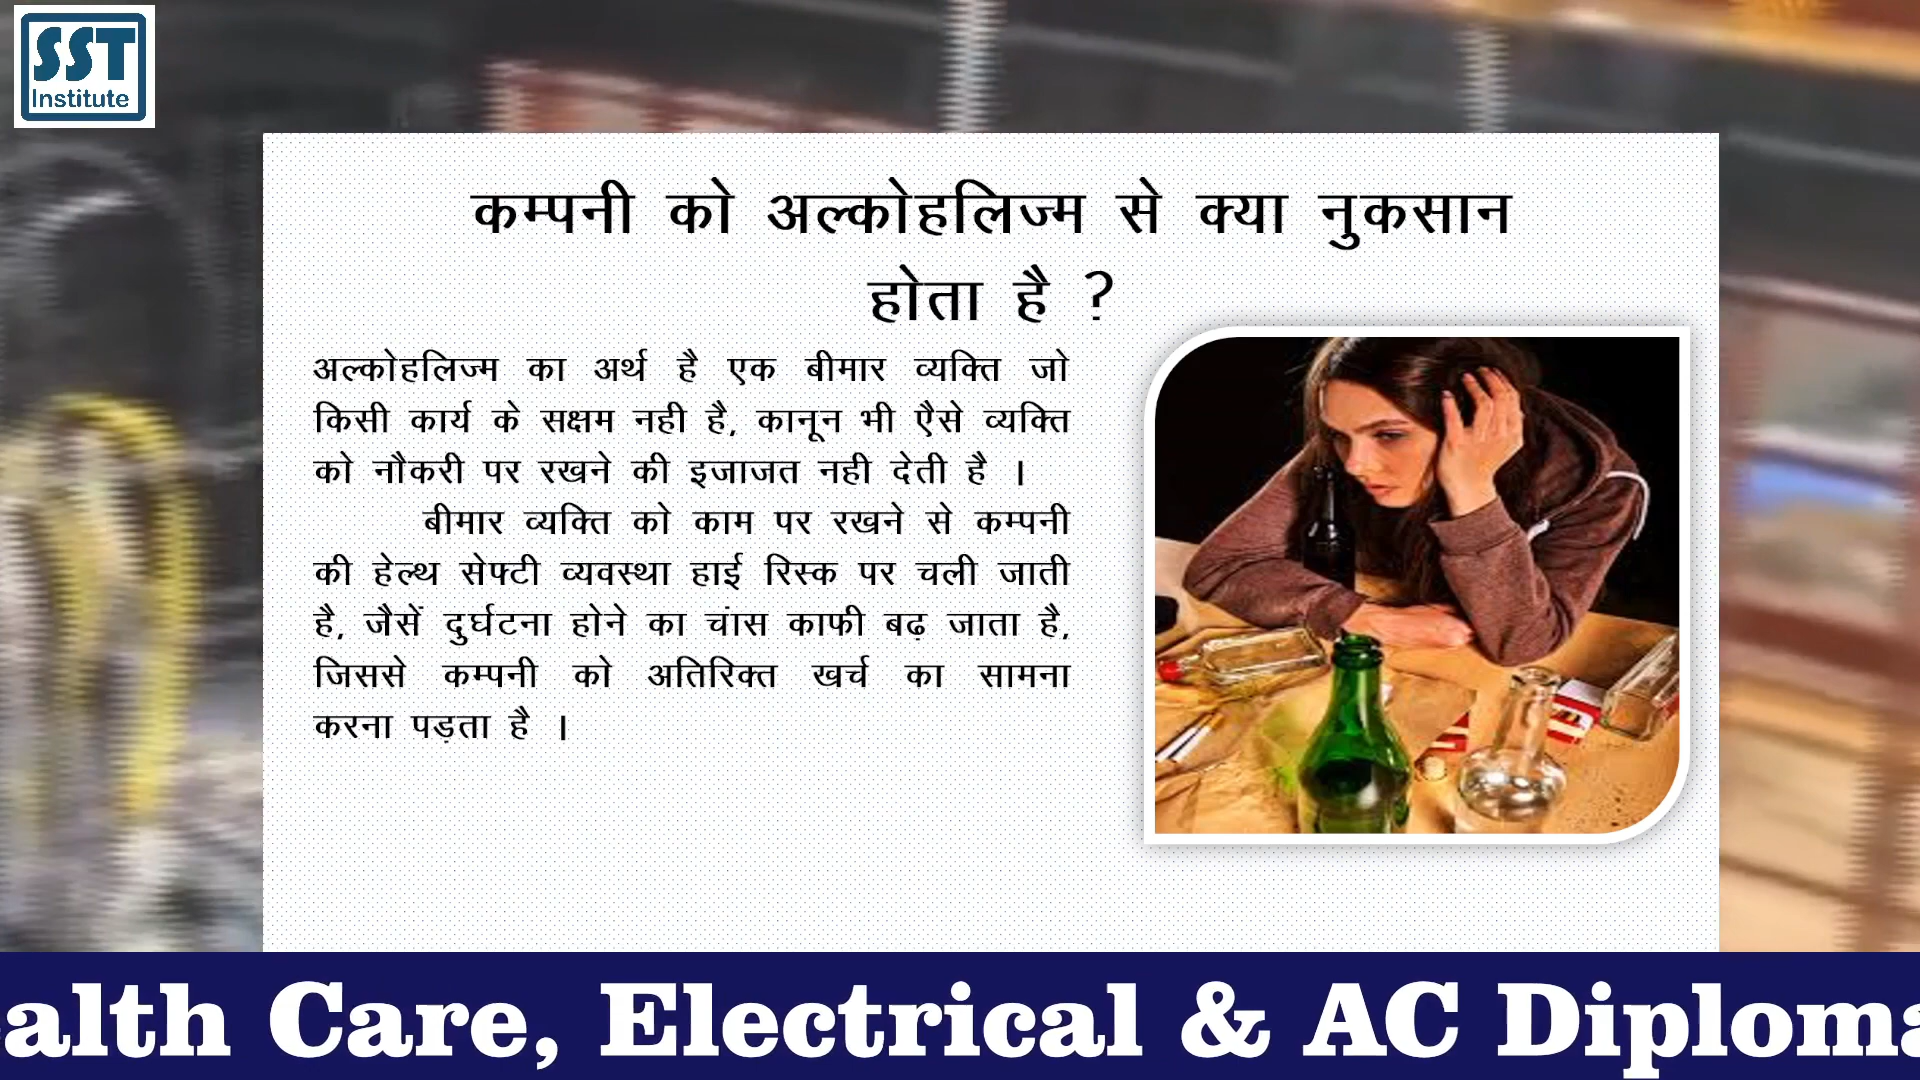 SST
Institute
कम्पनी को अल्कोहलिज्म से क्या नुकसान
होता है ?
अल्कोहलिज्म का अर्थ है एक बीमार व्यक्ति जो
किसी कार्य के सक्षम नही है, कानून भी एैसे व्यक्ति
को नौकरी पर रखने की इजाजत नही देती है ।
बीमार व्यक्ति को काम पर रखने से कम्पनी
की हेल्थ सेफ्टी व्यवस्था हाई रिस्क पर चली जाती
है, जैसें दुर्घटना होने का चांस काफी बढ़ जाता है,
जिससे कम्पनी को अतिरिक्त खर्च का सामना
करना पड़ता है ।
alth Care, Electrical & AC Diploma